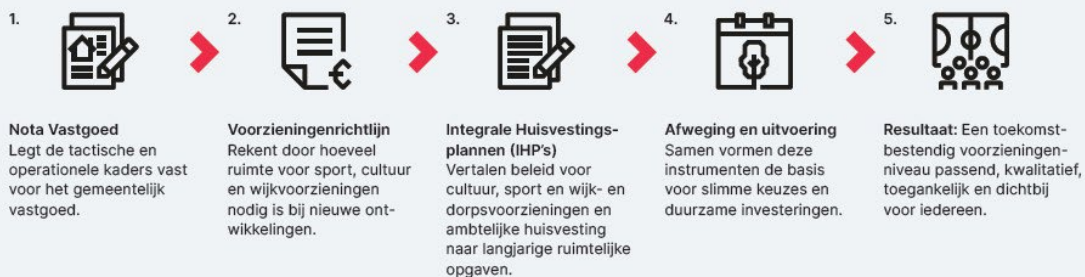 1.
Nota Vastgoed
Legt de tactische en
operationele kaders vast
voor het gemeentelijk
vastgoed.
2.
€
Voorzieningenrichtlijn
Rekent door hoeveel
ruimte voor sport, cultuur
en wijkvoorzieningen
nodig is bij nieuwe ont-
wikkelingen.
3.
Integrale Huisvestings-
plannen (IHP's)
Vertalen beleid voor
cultuur, sport en wijk- en
dorpsvoorzieningen en
ambtelijke huisvesting
naar langjarige ruimtelijke
opgaven.
4.
Afweging en uitvoering
Samen vormen deze
instrumenten de basis
voor slimme keuzes en
duurzame investeringen.
5.
Resultaat: Een toekomst-
bestendig voorzieningen-
niveau passend, kwalitatief,
toegankelijk en dichtbij
voor iedereen.